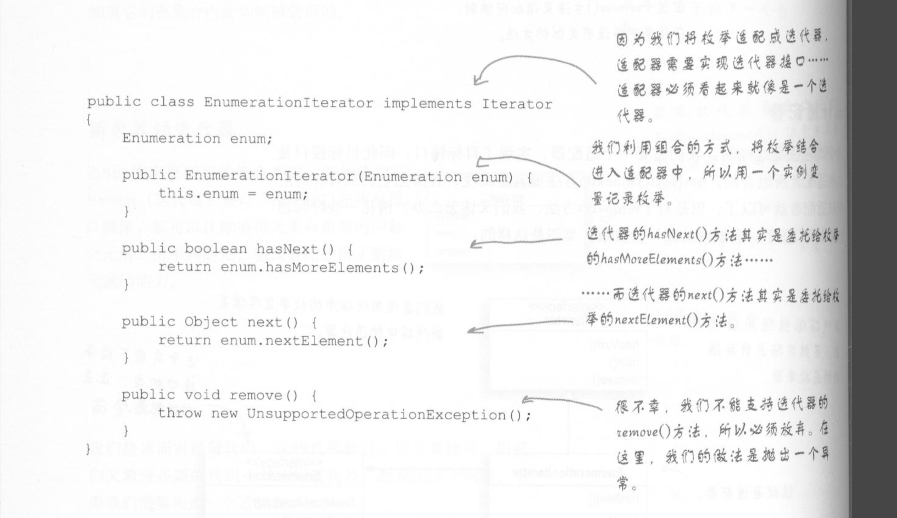 因为我们将枚举适配成迭代器,
适配器需要实现迭代器接口……
适配器必须看起来就像是一个迭
代器。
public class EnumerationIterator implements Iterator
{
Enumeration enum;
public EnumerationIterator(Enumeration enum) {
this.enum = enum;
}
我们利用组合的方式, 将枚举结合
进入适配器中, 所以用一个实例变
量记录枚举。
public boolean hasNext() {
return enum.hasMoreElements();
}
迭代器的hasNext()方法其实是委托给枚举
的hasMoreElements()方法……
public Object next() {
return enum.nextElement();
}
……而迭代器的next()方法其实是委托给枚
举的nextElement()方法。
public void remove() {
throw new UnsupportedOperationException();
}
}
很不幸, 我们不能支持迭代器的
remove()方法, 所以必须放弃。在
这里, 我们的做法是抛出一个异
常。